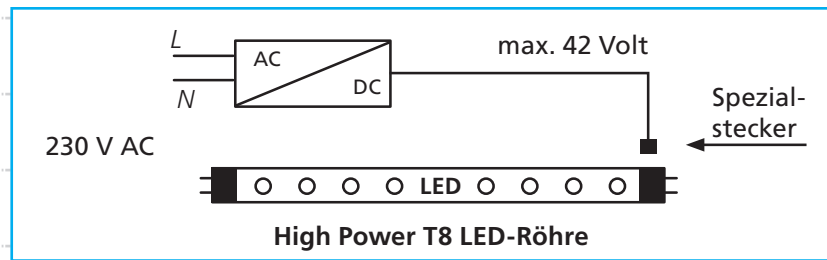 L
AC
max. 42 Volt
N
DC
Spezial-
stecker
230 V AC
LED
High Power T8 LED-Röhre